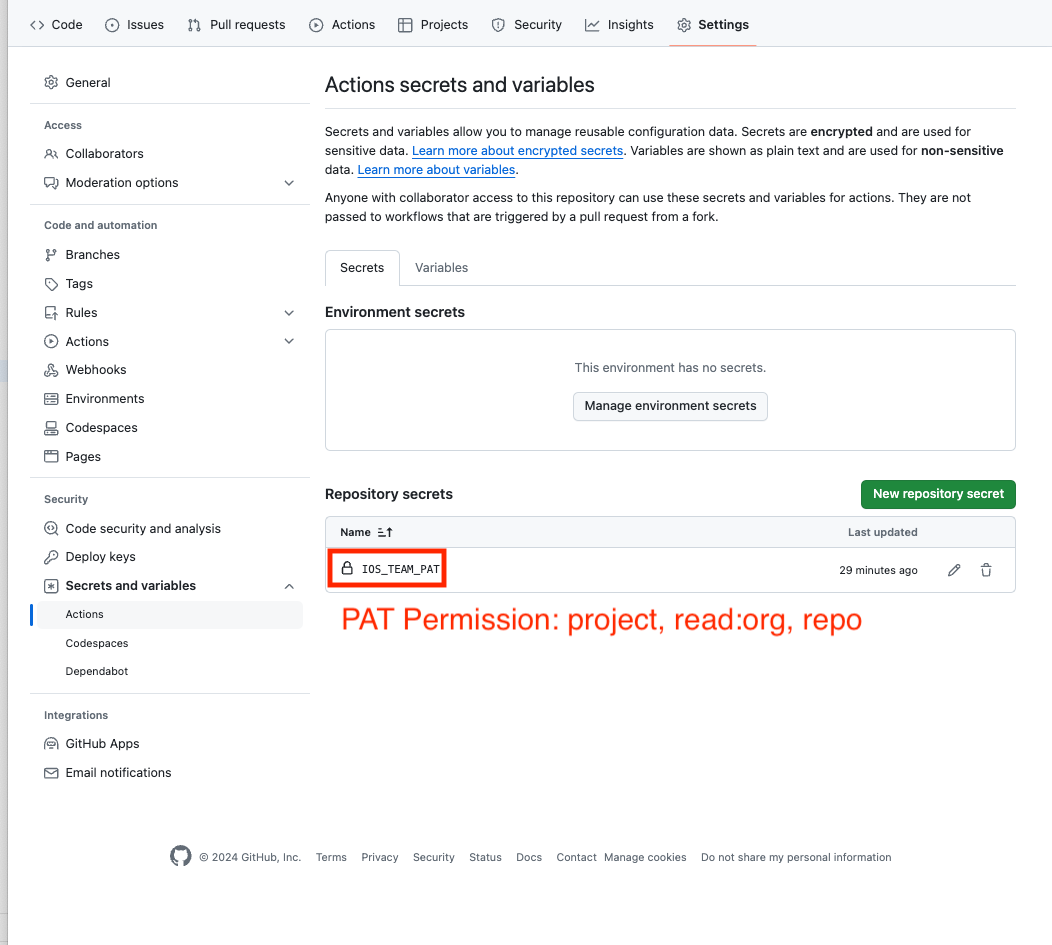 Code Issues Pull requests Actions Projects Security Insights Settings
General
Access
Collaborators
Moderation options
Code and automation
Branches
Tags
Rules
Actions
Webhooks
Environments
Codespaces
Pages
Security
Code security and analysis
Deploy keys
Secrets and variables
Actions
Codespaces
Dependabot
Integrations
GitHub Apps
Email notifications
Actions secrets and variables
Secrets and variables allow you to manage reusable configuration data. Secrets are encrypted and are used for
sensitive data. Learn more about encrypted secrets. Variables are shown as plain text and are used for non-sensitive
data. Learn more about variables.
Anyone with collaborator access to this repository can use these secrets and variables for actions. They are not
passed to workflows that are triggered by a pull request from a fork.
Secrets Variables
Environment secrets
This environment has no secrets.
Manage environment secrets
Repository secrets New repository secret
Name Last updated
IOS_TEAM_PAT 29 minutes ago
PAT Permission: project, read:org, repo
© 2024 GitHub, Inc. Terms Privacy Security Status Docs Contact Manage cookies Do not share my personal information